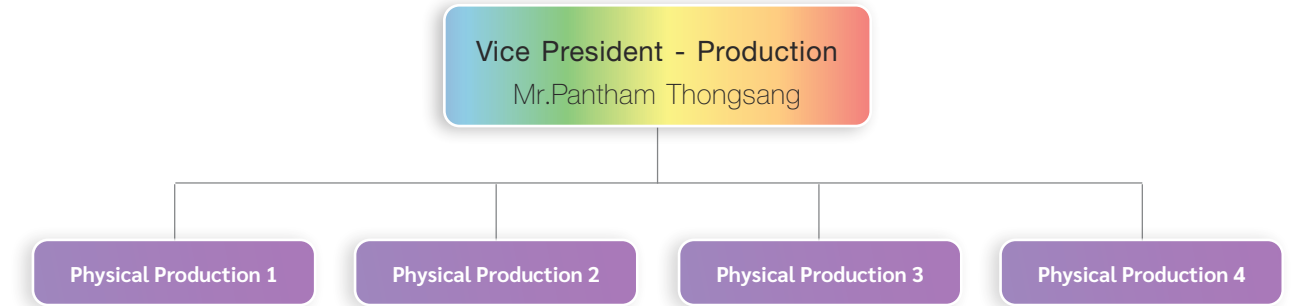 Vice President - Production
Mr.Pantham Thongsang
Physical Production 1
Physical Production 2
Physical Production 3
Physical Production 4